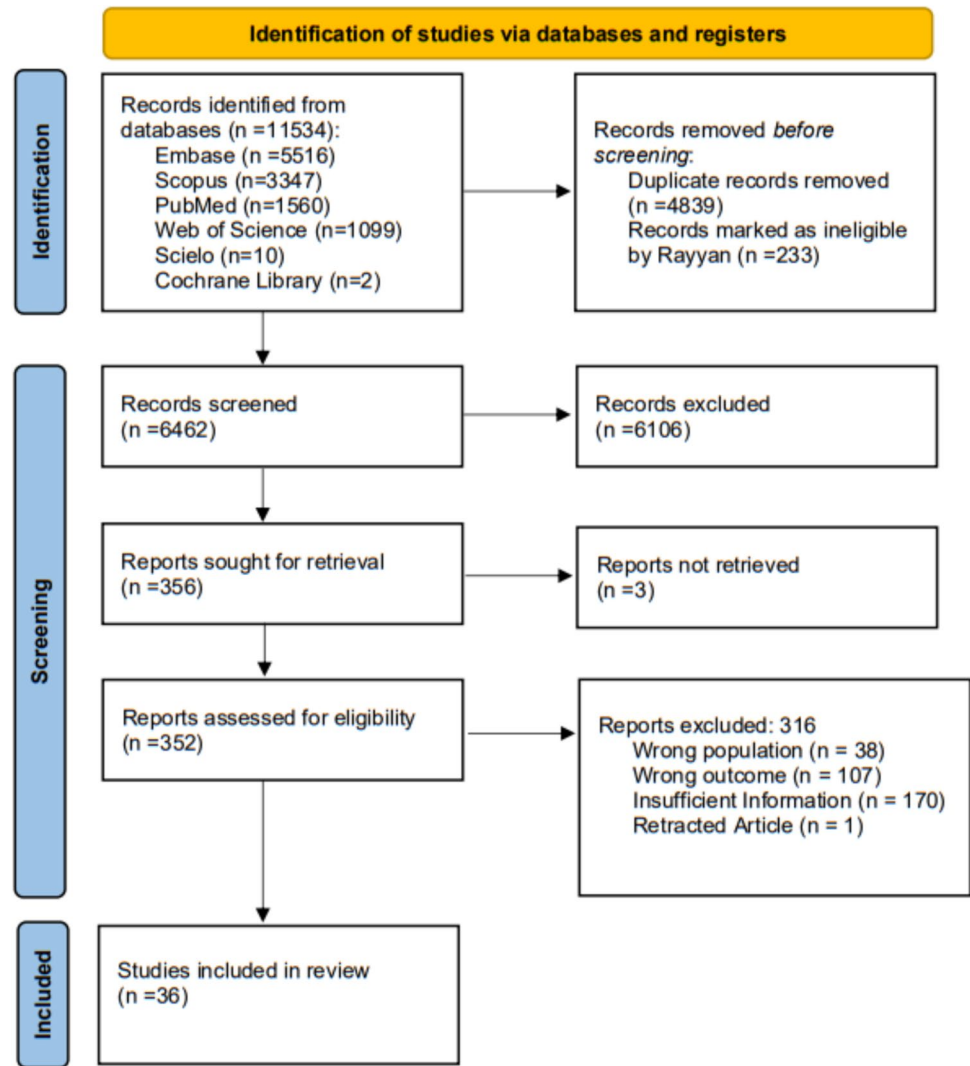 Identification of studies via databases and registers
Identification
Records identified from
databases (n =11534):
Embase (n =5516)
Scopus (n=3347)
PubMed (n=1560)
Web of Science (n=1099)
Scielo (n=10)
Cochrane Library (n=2)
Records removed before
screening:
Duplicate records removed
(n =4839)
Records marked as ineligible
by Rayyan (n =233)
Screening
Records screened
(n =6462)
Records excluded
(n =6106)
Reports sought for retrieval
(n =356)
Reports not retrieved
(n =3)
Reports assessed for eligibility
(n =352)
Reports excluded: 316
Wrong population (n = 38)
Wrong outcome (n = 107)
Insufficient Information (n = 170)
Retracted Article (n = 1)
Included
Studies included in review
(n =36)